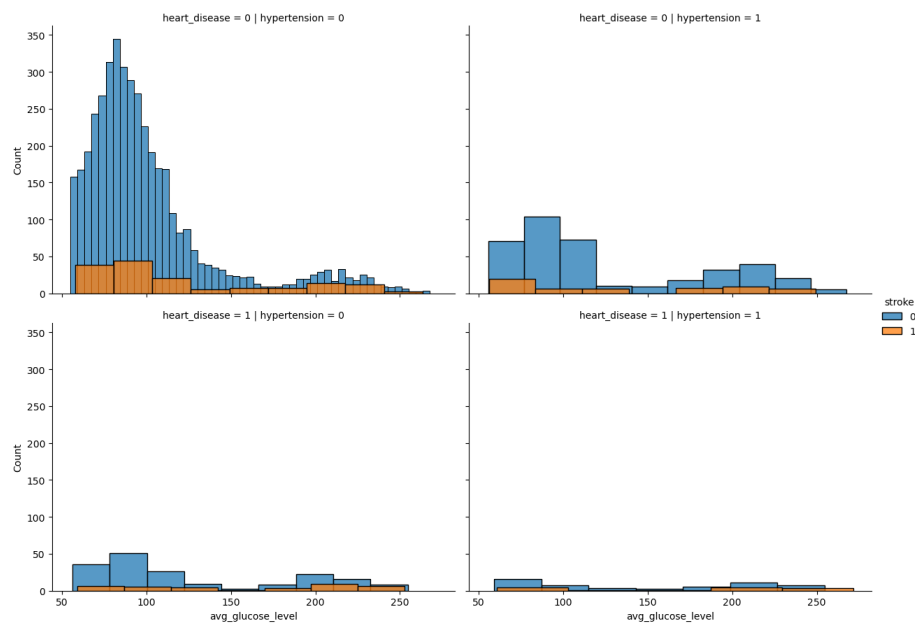 heart_disease = 0 | hypertension = 0
heart_disease = 0 | hypertension = 1
350
300
250
200
150
100
50
0
Count
stroke
0
1
heart_disease = 1 | hypertension = 0
heart_disease = 1 | hypertension = 1
350
300
250
200
150
100
50
0
Count
50 100 150 200 250
50 100 150 200 250
avg_glucose_level
avg_glucose_level